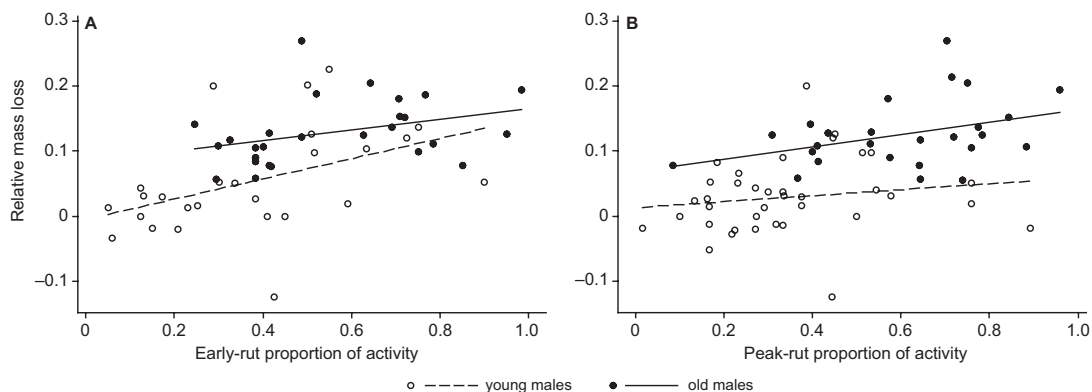 A
B
Relative mass loss
0.3
0.2
0.1
0
–0.1
0.3
0.2
0.1
0
–0.1
0 0.2 0.4 0.6 0.8 1.0
0 0.2 0.4 0.6 0.8 1.0
Early-rut proportion of activity
Peak-rut proportion of activity
young males old males